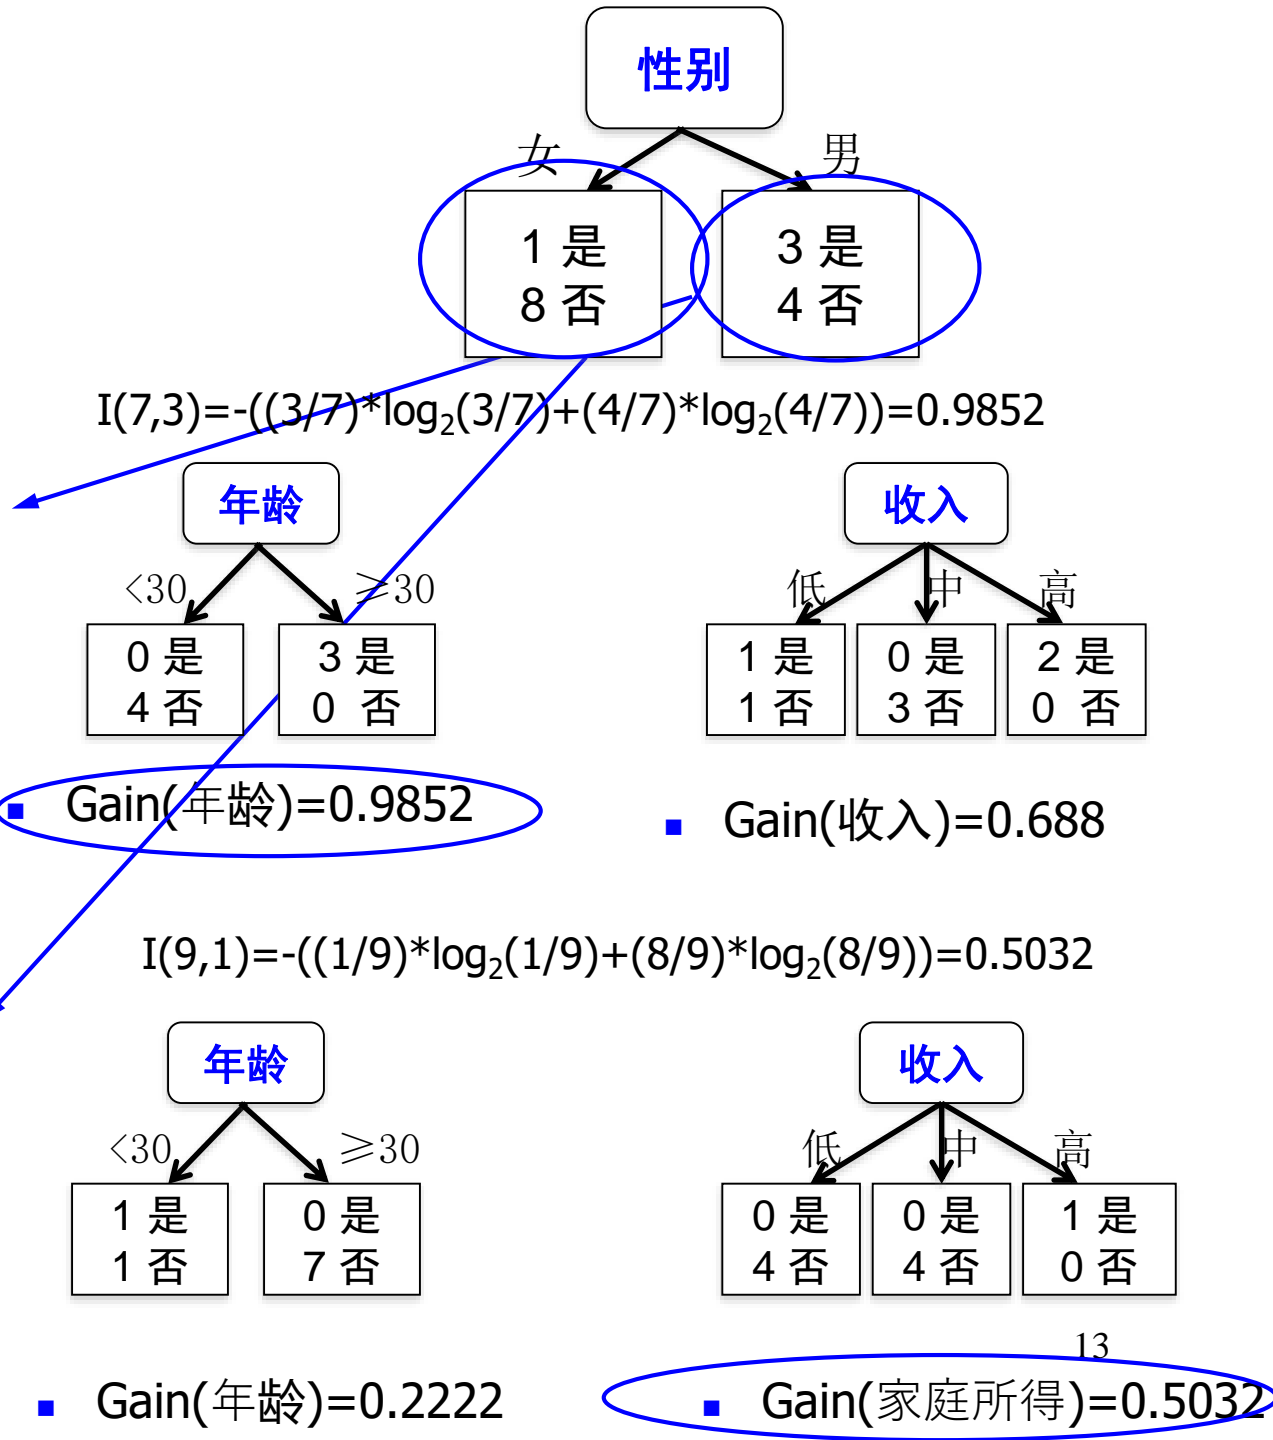 性别
女 男
1 是 3 是
8 否 4 否
I(7,3)=-((3/7)*log₂(3/7)+(4/7)*log₂(4/7))=0.9852
年龄 收入
<30 ≥30 低 中 高
0 是 3 是 1 是 0 是 2 是
4 否 0 否 1 否 3 否 0 否
■ Gain(年龄)=0.9852 ■ Gain(收入)=0.688
I(9,1)=-((1/9)*log₂(1/9)+(8/9)*log₂(8/9))=0.5032
年龄 收入
<30 ≥30 低 中 高
1 是 0 是 0 是 0 是 1 是
1 否 7 否 4 否 4 否 0 否
13
■ Gain(年龄)=0.2222 ■ Gain(家庭所得)=0.5032